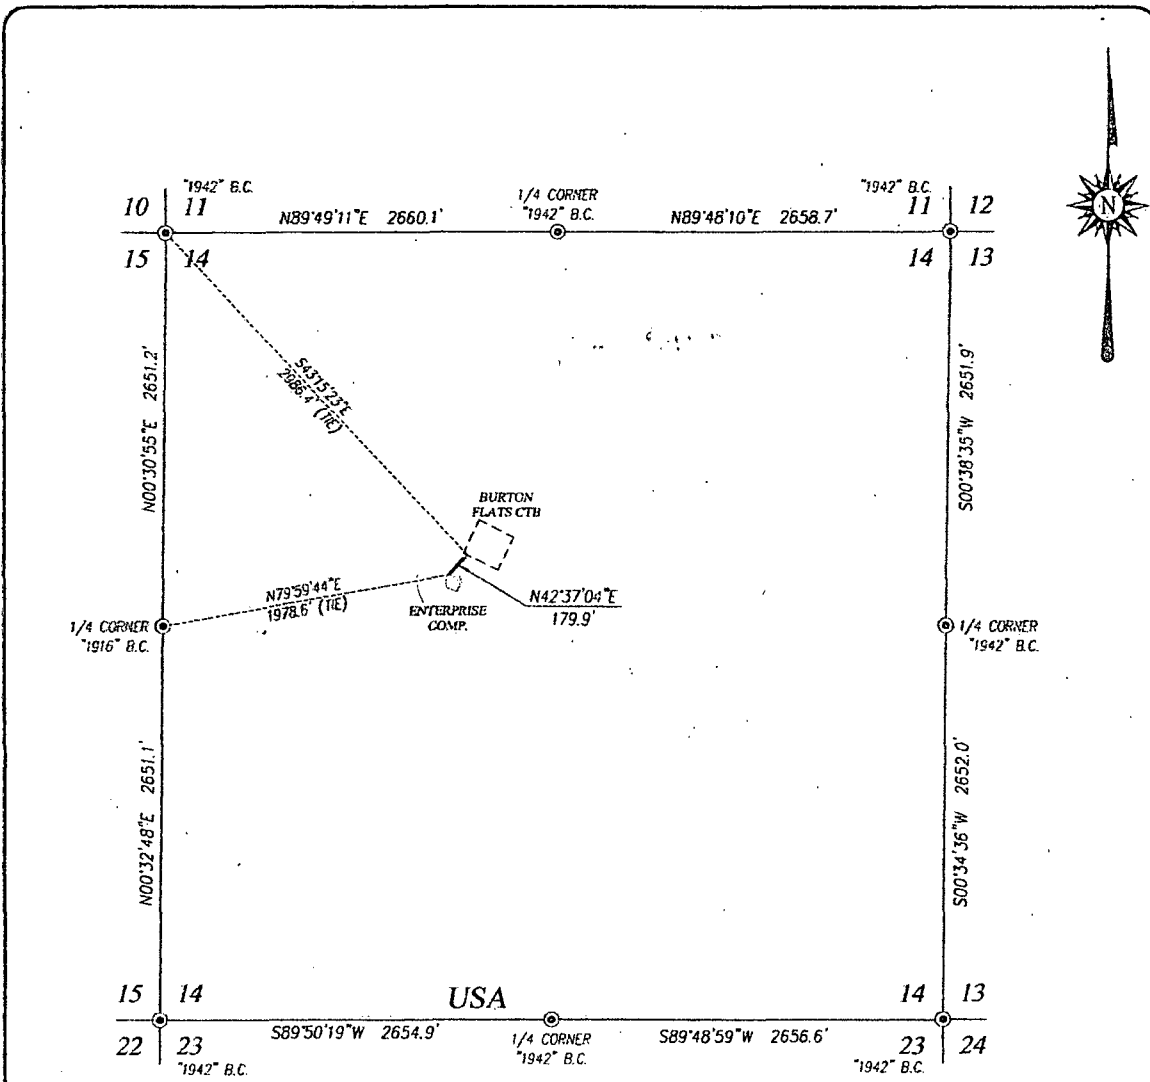 "1942" B.C.
1/4 CORNER
"1942" B.C.
"1942" B.C.
10 11
N89°49'11"E 2660.1'
N89°48'10"E 2658.7'
11 12
N
15 14
14 13
N00°30'55"E 2651.2'
S43°15'23"E
2986.4' (TIE)
S00°38'35"W 2651.9'
BURTON
FLATS CTB
N79°59'44"E
1978.6' (TIE)
ENTERPRISE
COMP.
N42°37'04"E
179.9'
1/4 CORNER
"1916" B.C.
1/4 CORNER
"1942" B.C.
N00°32'48"E 2651.1'
S00°34'36"W 2652.0'
15 14
USA
14 13
S89°50'19"W 2654.9'
1/4 CORNER
"1942" B.C.
S89°48'59"W 2656.6'
22 23
"1942" B.C.
23 24
"1942" B.C.